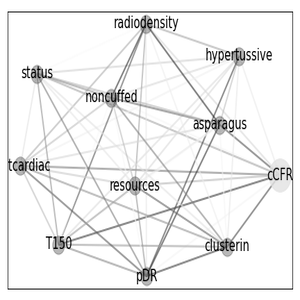 radiodensity
hypertussive
status
noncuffed
asparagus
tcardiac
resources
cCFR
T150
clusterin
pDR